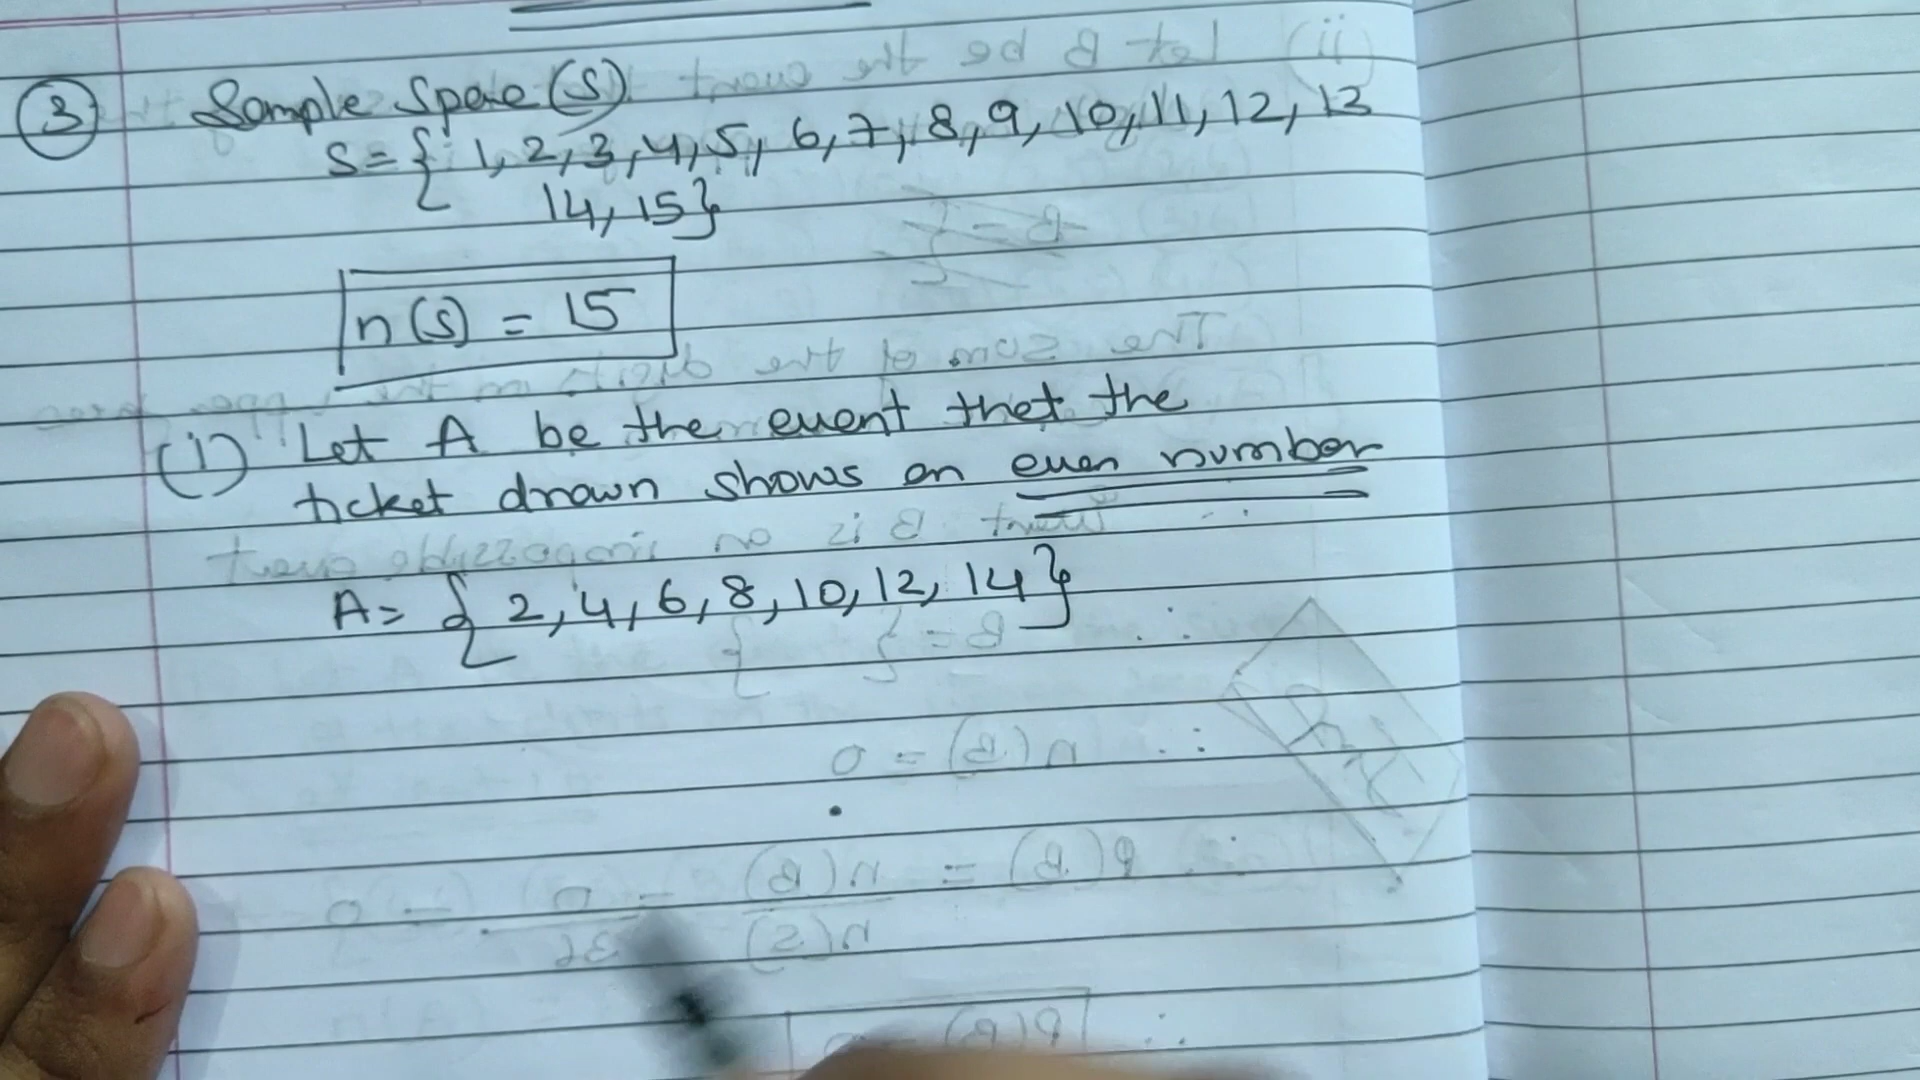 3 Sample Space (S)
S = { 1, 2, 3, 4, 5, 6, 7, 8, 9, 10, 11, 12, 13
14, 15}
n(S) = 15
(i) Let A be the event that the
ticket drawn shows an even number
A = { 2, 4, 6, 8, 10, 12, 14}